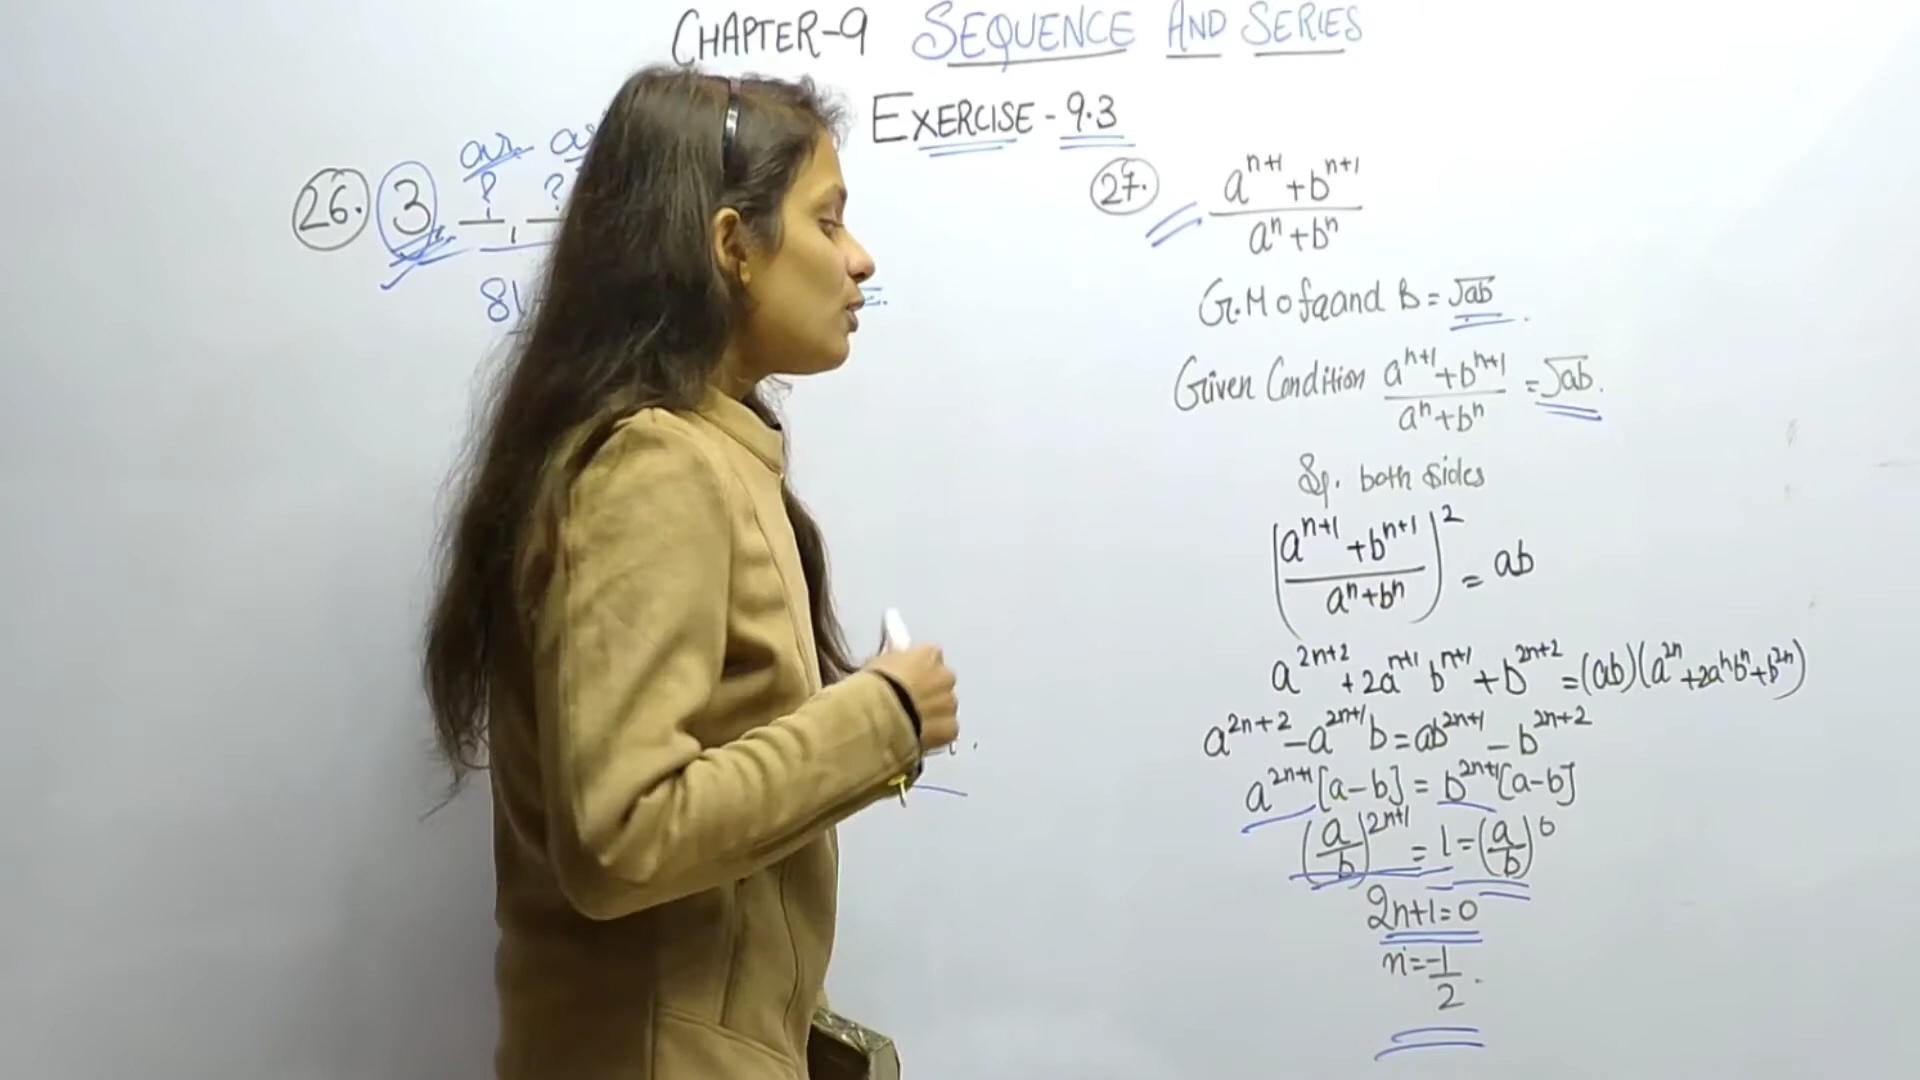 CHAPTER-9 SEQUENCE AND SERIES
EXERCISE - 9.3
26. 3, ?, ?
ar
81
27. a^{n+1}+b^{n+1} / a^n+b^n
G.M of a and B = √ab.
Given Condition a^{n+1}+b^{n+1} / a^n+b^n = √ab.
Sq. both sides
(a^{n+1}+b^{n+1} / a^n+b^n)^2 = ab
a^{2n+2}+2a^{n+1}b^{n+1}+b^{2n+2}=(ab)(a^{2n}+2a^nb^n+b^{2n})
a^{2n+2}-a^{2n+1}b=ab^{2n+1}-b^{2n+2}
a^{2n+1}[a-b]=b^{2n+1}[a-b]
(a/b)^{2n+1}=1=(a/b)^0
2n+1=0
n=-1/2.